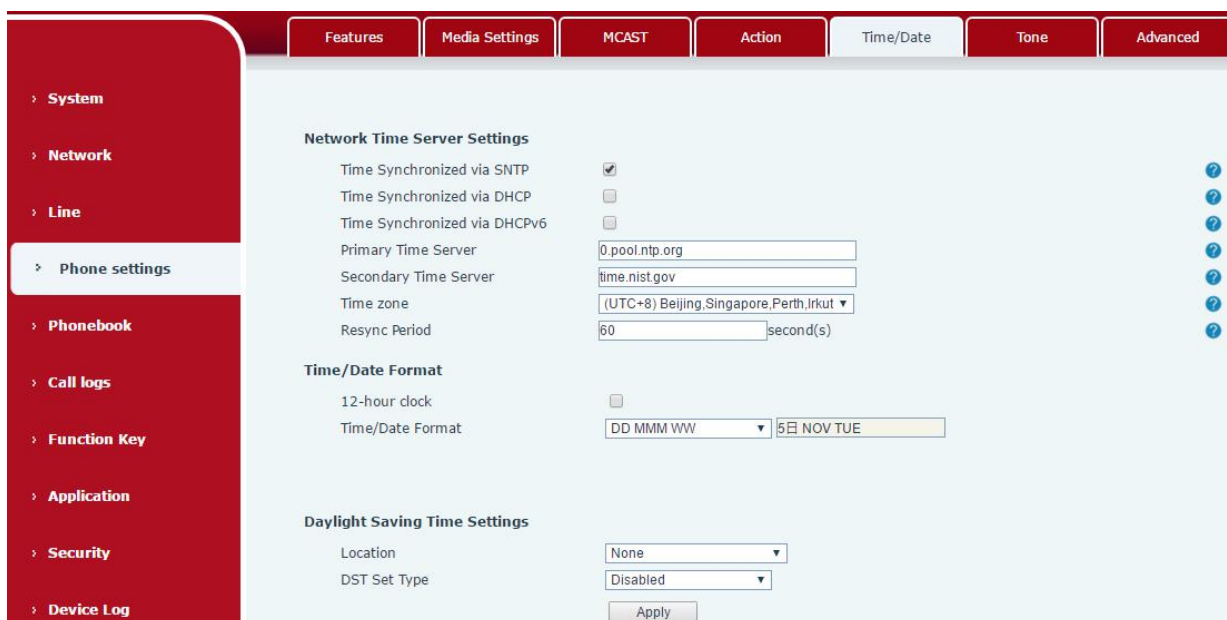 Features Media Settings MCAST Action Time/Date Tone Advanced
› System
› Network
› Line
› Phone settings
› Phonebook
› Call logs
› Function Key
› Application
› Security
› Device Log
Network Time Server Settings
Time Synchronized via SNTP
Time Synchronized via DHCP
Time Synchronized via DHCPv6
Primary Time Server 0.pool.ntp.org
Secondary Time Server time.nist.gov
Time zone (UTC+8) Beijing,Singapore,Perth,Irkut
Resync Period 60 second(s)
Time/Date Format
12-hour clock
Time/Date Format DD MMM WW 5日 NOV TUE
Daylight Saving Time Settings
Location None
DST Set Type Disabled
Apply